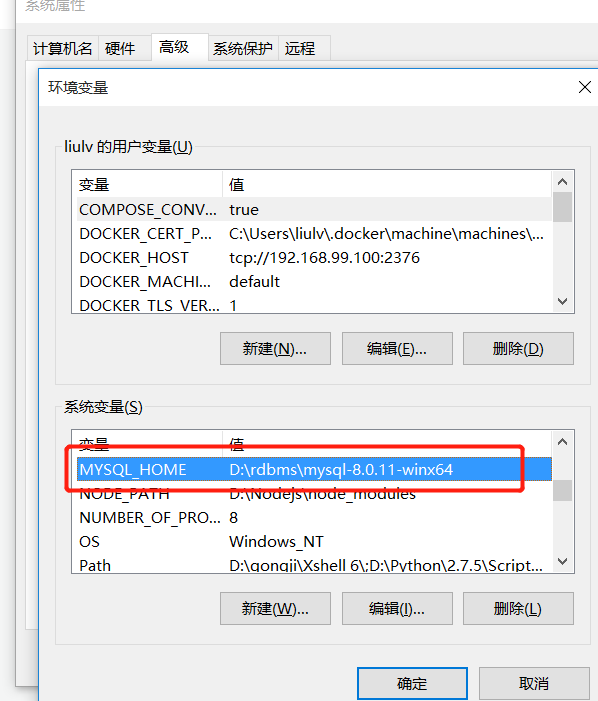 系统属性
计算机名 硬件 高级 系统保护 远程
环境变量
liulv 的用户变量(U)
变量 值
COMPOSE_CONV... true
DOCKER_CERT_P... C:\Users\liulv\.docker\machine\machines\...
DOCKER_HOST tcp://192.168.99.100:2376
DOCKER_MACHI... default
DOCKER_TLS_VER... 1
新建(N)... 编辑(E)... 删除(D)
系统变量(S)
变量 值
MYSQL_HOME D:\rdbms\mysql-8.0.11-winx64
NODE_PATH D:\Nodejs\node_modules
NUMBER_OF_PRO... 8
OS Windows_NT
Path D:\gongji\Xshell 6\;D:\Python\2.7.5\Script...
新建(W)... 编辑(I)... 删除(L)
确定 取消